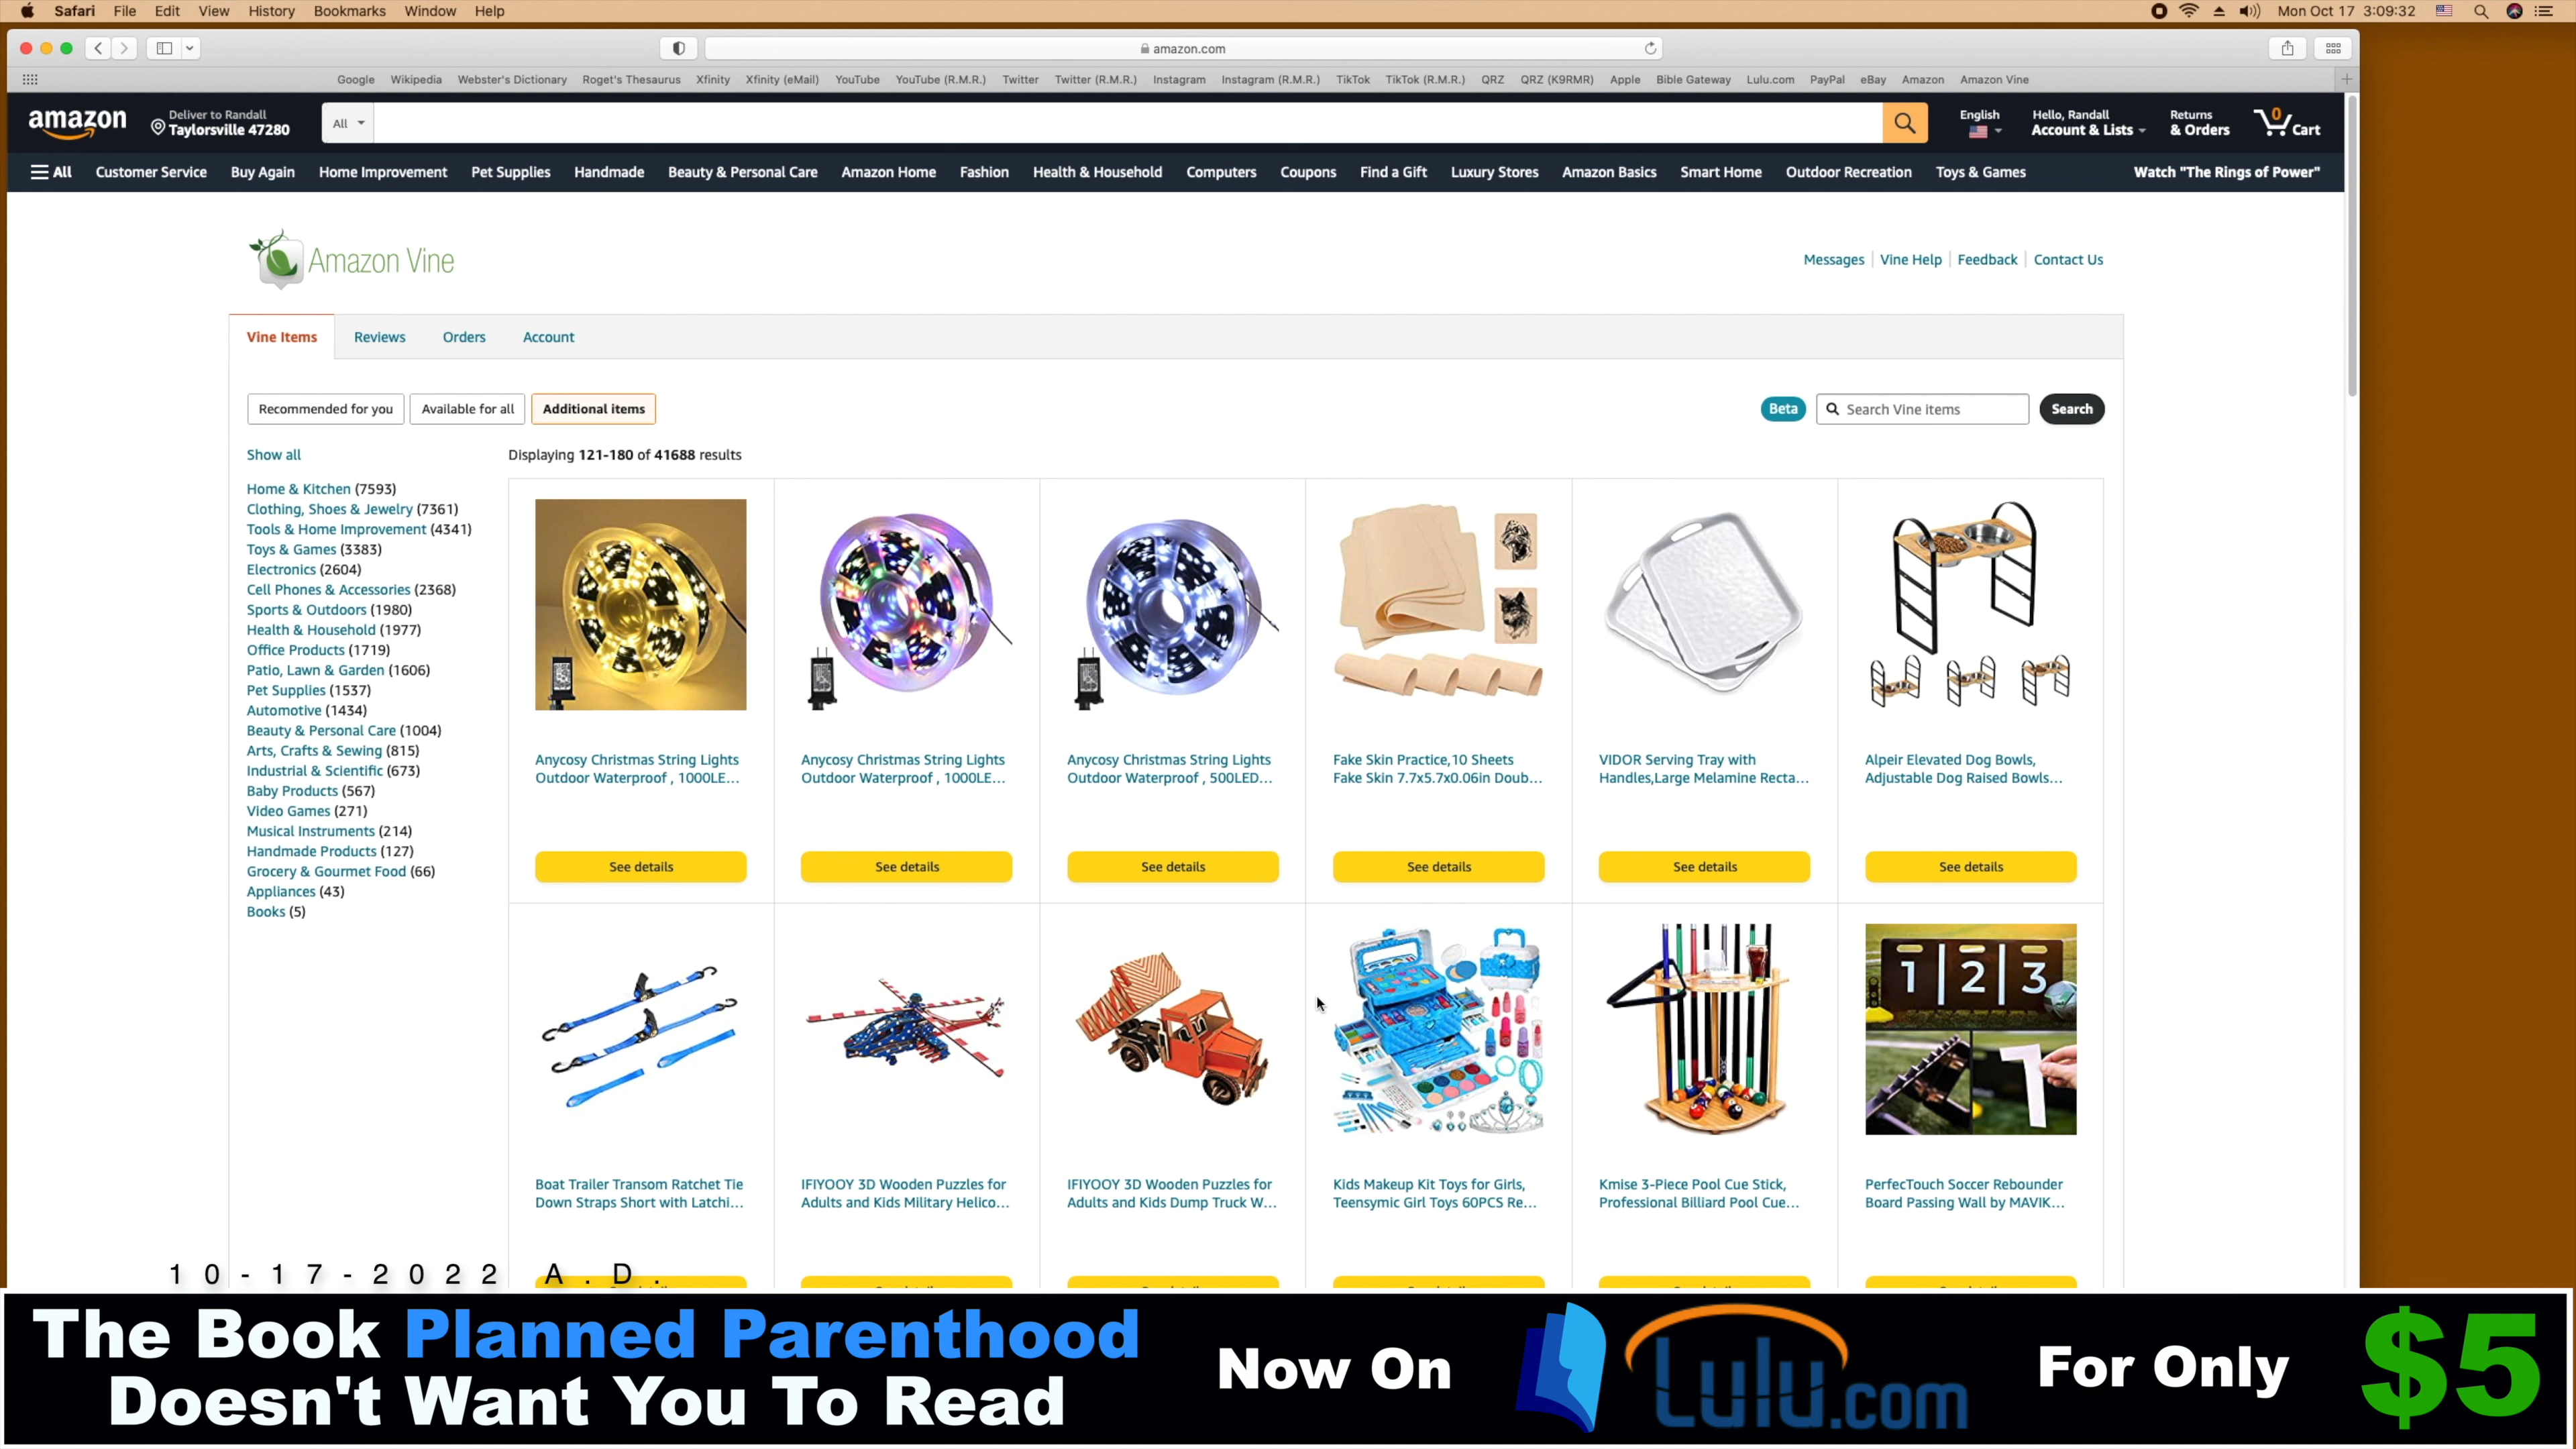 Safari File Edit View History Bookmarks Window Help
Mon Oct 17 3:09:32
amazon.com
Google Wikipedia Webster's Dictionary Roget's Thesaurus Xfinity Xfinity (eMail) YouTube YouTube (R.M.R.) Twitter Twitter (R.M.R.) Instagram Instagram (R.M.R.) TikTok TikTok (R.M.R.) QRZ QRZ (K9RMR) Apple Bible Gateway Lulu.com PayPal eBay Amazon Amazon Vine
amazon
Deliver to Randall
Taylorsville 47280
All
English
Hello, Randall
Account & Lists
Returns
& Orders
0
Cart
All Customer Service Buy Again Home Improvement Pet Supplies Handmade Beauty & Personal Care Amazon Home Fashion Health & Household Computers Coupons Find a Gift Luxury Stores Amazon Basics Smart Home Outdoor Recreation Toys & Games Watch "The Rings of Power"
Amazon Vine
Messages Vine Help Feedback Contact Us
Vine Items Reviews Orders Account
Recommended for you Available for all Additional items
Beta Search Vine items Search
Show all
Displaying 121-180 of 41688 results
Home & Kitchen (7593)
Clothing, Shoes & Jewelry (7361)
Tools & Home Improvement (4341)
Toys & Games (3383)
Electronics (2604)
Cell Phones & Accessories (2368)
Sports & Outdoors (1980)
Health & Household (1977)
Office Products (1719)
Patio, Lawn & Garden (1606)
Pet Supplies (1537)
Automotive (1434)
Beauty & Personal Care (1004)
Arts, Crafts & Sewing (815)
Industrial & Scientific (673)
Baby Products (567)
Video Games (271)
Musical Instruments (214)
Handmade Products (127)
Grocery & Gourmet Food (66)
Appliances (43)
Books (5)
Anycosy Christmas String Lights
Outdoor Waterproof , 1000LE...
See details
Anycosy Christmas String Lights
Outdoor Waterproof , 1000LE...
See details
Anycosy Christmas String Lights
Outdoor Waterproof , 500LED...
See details
Fake Skin Practice,10 Sheets
Fake Skin 7.7x5.7x0.06in Doub...
See details
VIDOR Serving Tray with
Handles,Large Melamine Recta...
See details
Alpeir Elevated Dog Bowls,
Adjustable Dog Raised Bowls...
See details
1 2 3
7
Boat Trailer Transom Ratchet Tie
Down Straps Short with Latchi...
IFIYOOY 3D Wooden Puzzles for
Adults and Kids Military Helico...
IFIYOOY 3D Wooden Puzzles for
Adults and Kids Dump Truck W...
Kids Makeup Kit Toys for Girls,
Teensymic Girl Toys 60PCS Re...
Kmise 3-Piece Pool Cue Stick,
Professional Billiard Pool Cue...
PerfecTouch Soccer Rebounder
Board Passing Wall by MAVIK...
10-17-2022 A.D.
The Book Planned Parenthood
Doesn't Want You To Read
Now On
Lulu.com
For Only
$5